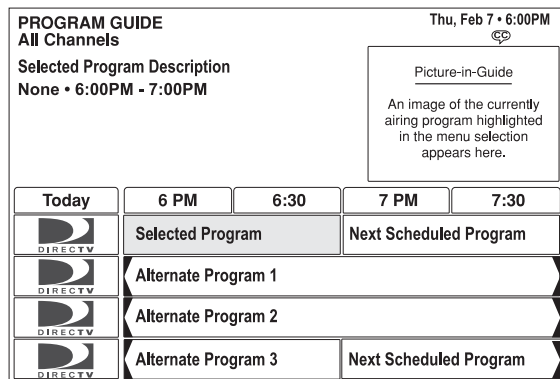 PROGRAM GUIDE
All Channels
Thu, Feb 7 • 6:00PM
CC
Selected Program Description
None • 6:00PM - 7:00PM
Picture-in-Guide
An image of the currently
airing program highlighted
in the menu selection
appears here.
Today 6 PM 6:30 7 PM 7:30
DIRECTV Selected Program Next Scheduled Program
DIRECTV Alternate Program 1
DIRECTV Alternate Program 2
DIRECTV Alternate Program 3 Next Scheduled Program